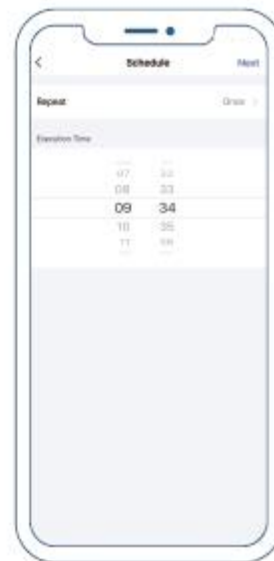 < Schedule Next
Repeat Once >
Execution Time
07
08 33
09 34
10 35
11